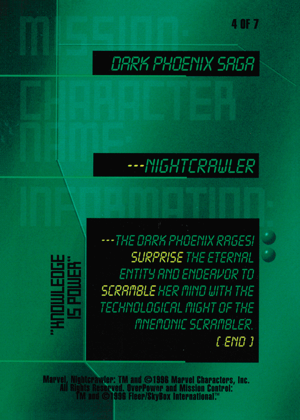 4 OF 7
MISSION:
DARK PHOENIX SAGA
CHARACTER
NAME:
---NIGHTCRAWLER
INFORMATION:
---THE DARK PHOENIX RAGES!
SURPRISE THE ETERNAL
ENTITY AND ENDEAVOR TO
SCRAMBLE HER MIND WITH THE
TECHNOLOGICAL MIGHT OF THE
MNEMONIC SCRAMBLER.
[ END ]
"KNOWLEDGE
IS POWER"
Marvel, Nightcrawler: TM and ©1996 Marvel Characters, Inc.
All Rights Reserved. OverPower and Mission Control:
TM and ©1996 Fleer/SkyBox International.™